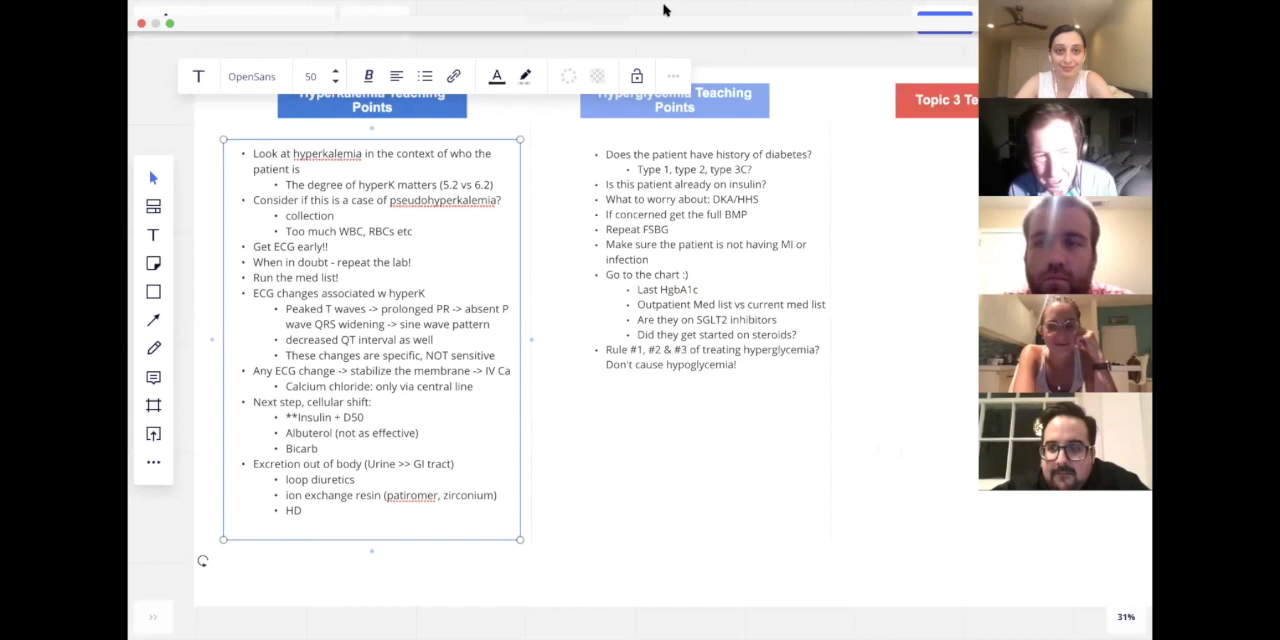 OpenSans
50
Hyperkalemia Teaching
Points
Hyperglycemia Teaching
Points
Topic 3 Te
• Look at hyperkalemia in the context of who the
patient is
• The degree of hyperK matters (5.2 vs 6.2)
• Consider if this is a case of pseudohyperkalemia?
• collection
• Too much WBC, RBCs etc
• Get ECG early!!
• When in doubt - repeat the lab!
• Run the med list!
• ECG changes associated w hyperK
• Peaked T waves -> prolonged PR -> absent P
wave QRS widening -> sine wave pattern
• decreased QT interval as well
• These changes are specific, NOT sensitive
• Any ECG change -> stabilize the membrane -> IV Ca
• Calcium chloride: only via central line
• Next step, cellular shift:
• **Insulin + D50
• Albuterol (not as effective)
• Bicarb
• Excretion out of body (Urine >> GI tract)
• loop diuretics
• ion exchange resin (patiromer, zirconium)
• HD
• Does the patient have history of diabetes?
• Type 1, type 2, type 3C?
• Is this patient already on insulin?
• What to worry about: DKA/HHS
• If concerned get the full BMP
• Repeat FSBG
• Make sure the patient is not having MI or
infection
• Go to the chart :)
• Last HgbA1c
• Outpatient Med list vs current med list
• Are they on SGLT2 inhibitors
• Did they get started on steroids?
• Rule #1, #2 & #3 of treating hyperglycemia?
Don't cause hypoglycemia!
31%